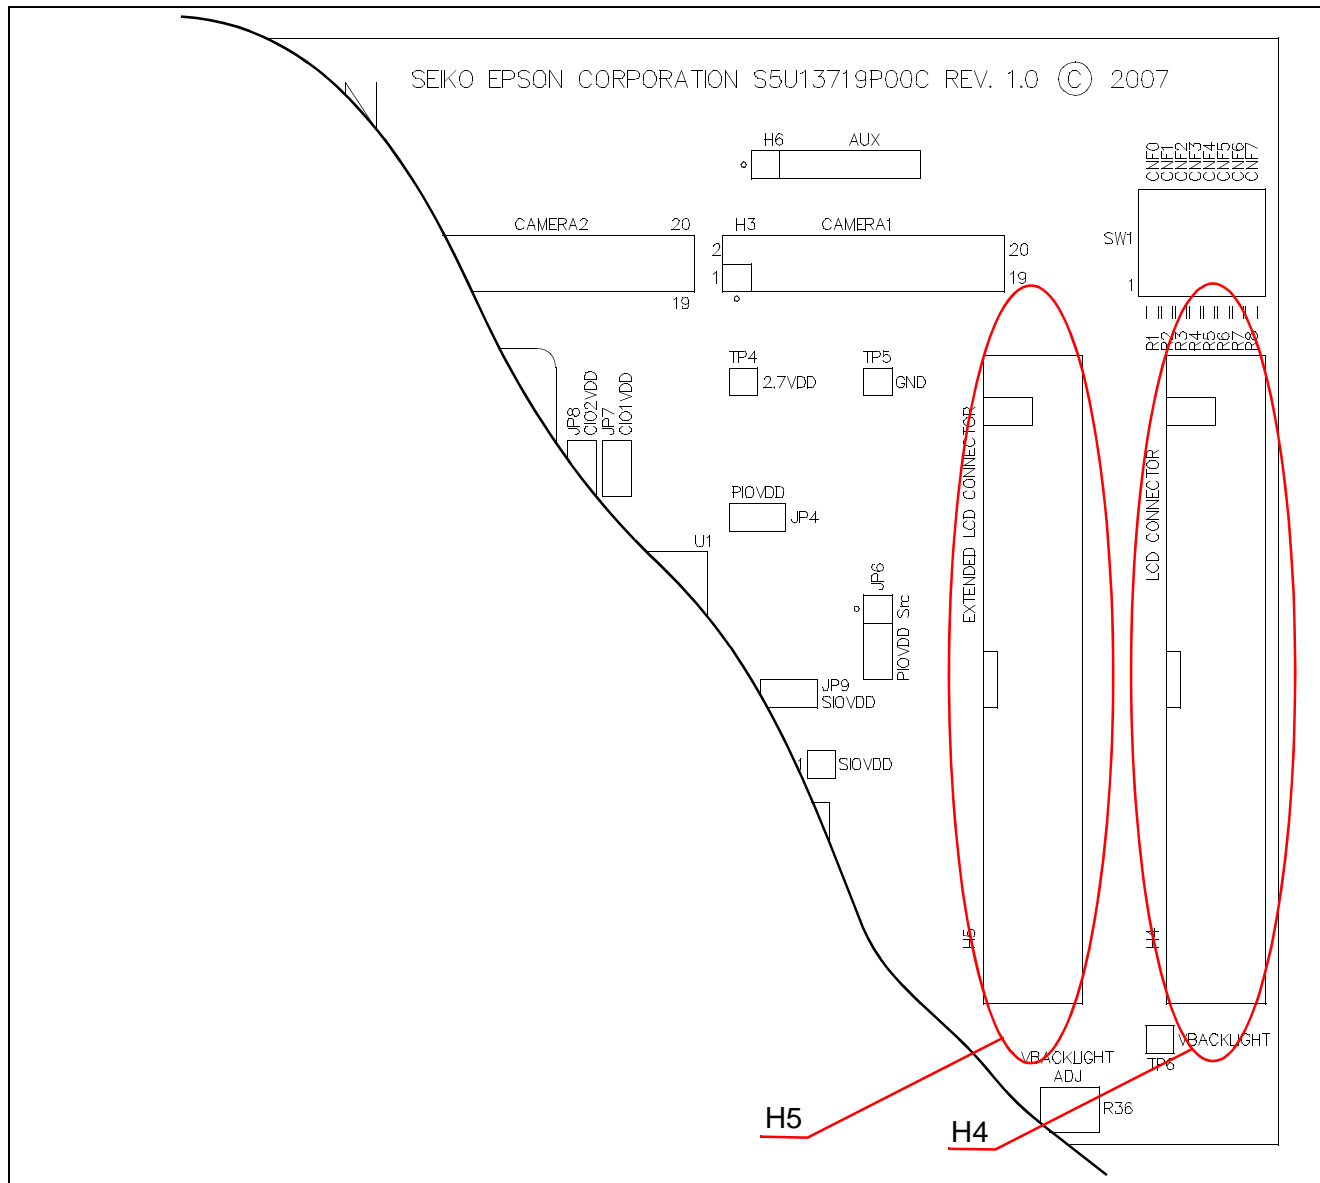 SEIKO EPSON CORPORATION S5U13719P00C REV. 1.0 © 2007
H6 AUX
CNF0
CNF1
CNF2
CNF3
CNF4
CNF5
CNF6
CNF7
CAMERA2 20
19
H3 CAMERA1
2
1
20
19
SW1
1
R1
R2
R3
R4
R5
R6
R7
R8
TP4
2.7VDD
TP5
GND
JP8
CIO2VDD
JP7
CIO1VDD
PIOVDD
JP4
U1
JP6
PIOVDD Src
JP9
SIOVDD
1
SIOVDD
EXTENDED LCD CONNECTOR
H5
LCD CONNECTOR
H4
VBACKLIGHT
TP6
VBACKLIGHT
ADJ
R36
H5
H4